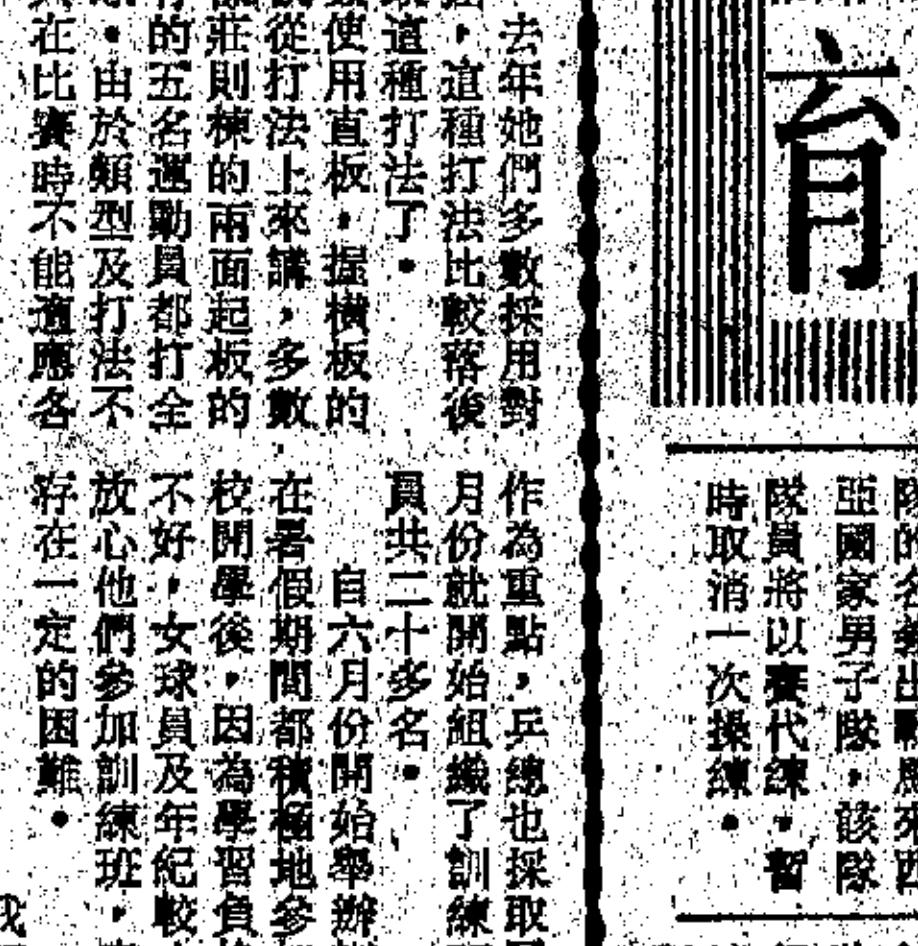 育
亞國家男子隊，該隊
隊員將以賽代練，暫
時取消一次操練。
去年她們多數採用對
，這種打法比較落後
這種打法了。
使用直板，握橫板的
從打法上來講，多數
莊則棟的兩面起板的
的五名運動員都打全
。由於類型及打法不
在比賽時不能適應各
作為重點，乒總也採取
月份就開始組織了訓練
員共二十多名。
自六月份開始舉辦
在暑假期間都積極地參
校開學後，因為學習負
不好，女球員及年紀較
放心他們參加訓練班，
存在一定的困難。
我